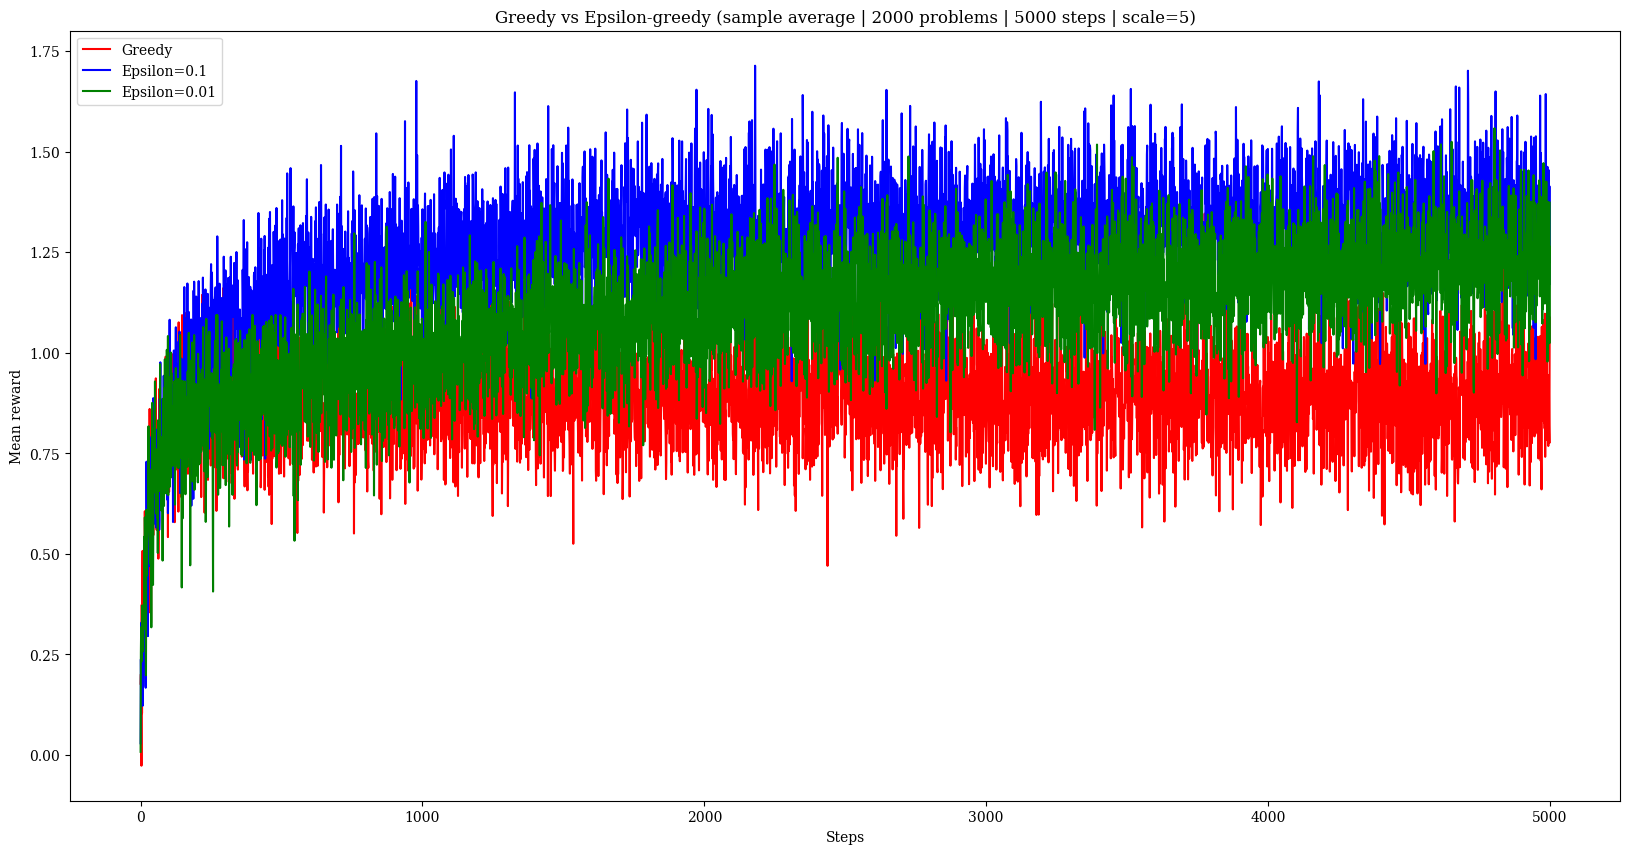 Greedy vs Epsilon-greedy (sample average | 2000 problems | 5000 steps | scale=5)
Greedy
Epsilon=0.1
Epsilon=0.01
1.75
1.50
1.25
1.00
0.75
0.50
0.25
0.00
Mean reward
0 1000 2000 3000 4000 5000
Steps